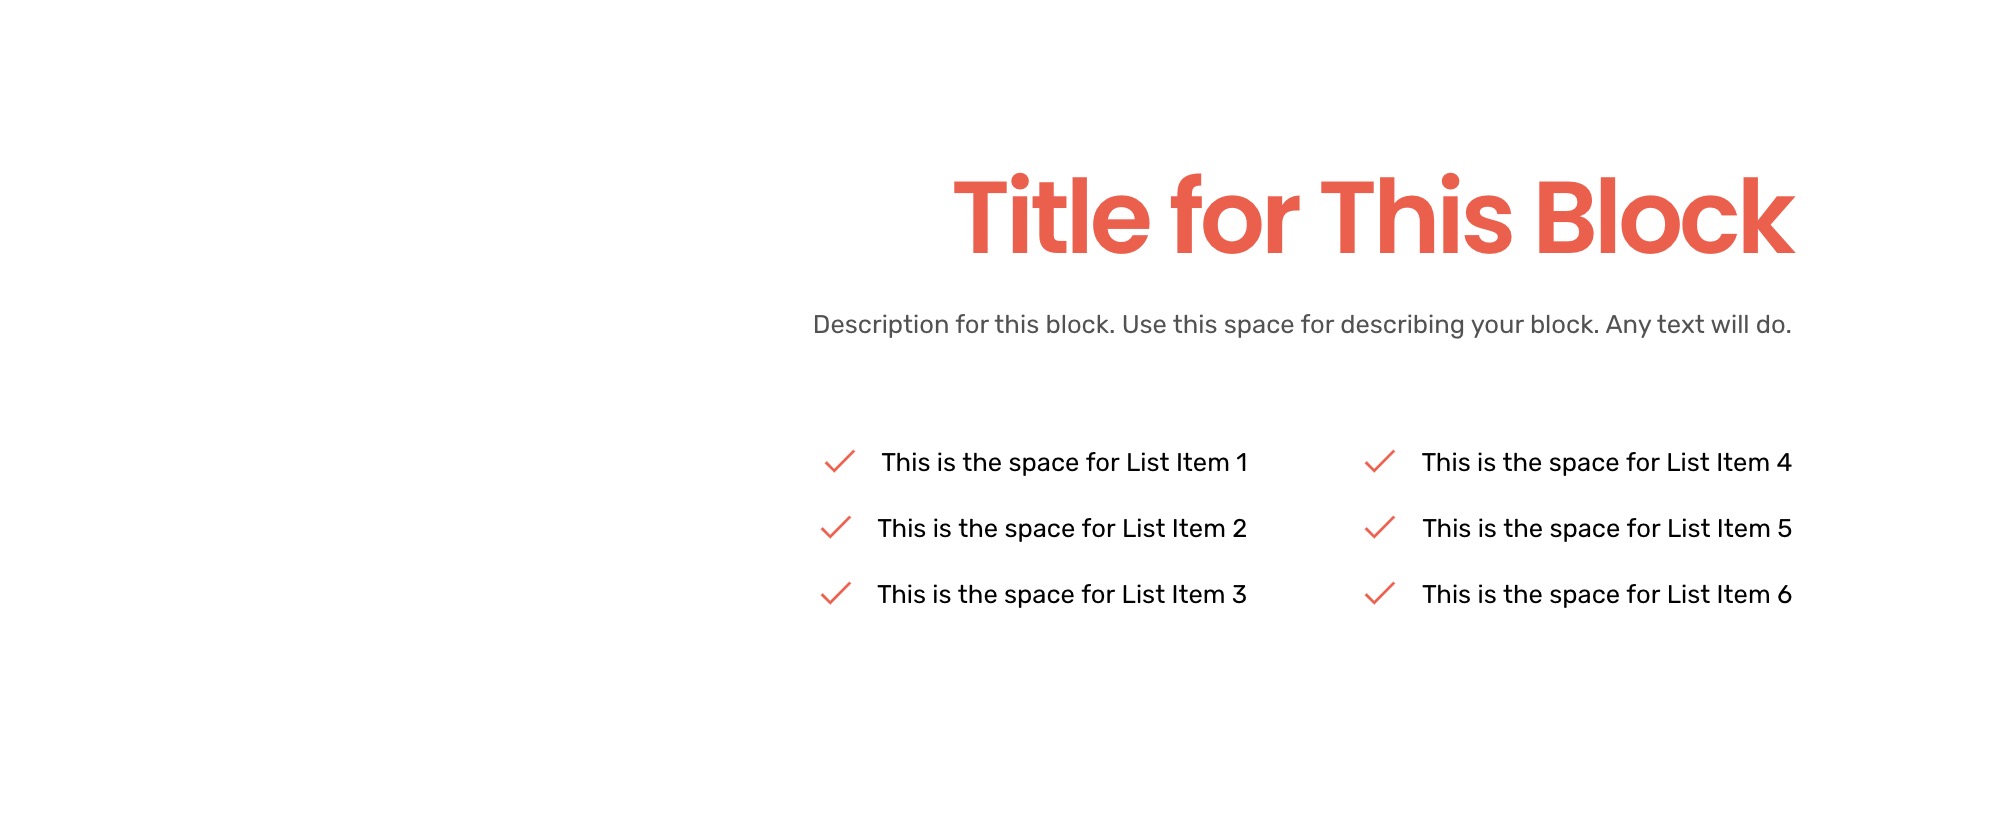 Title for This Block
Description for this block. Use this space for describing your block. Any text will do.
This is the space for List Item 1
This is the space for List Item 2
This is the space for List Item 3
This is the space for List Item 4
This is the space for List Item 5
This is the space for List Item 6